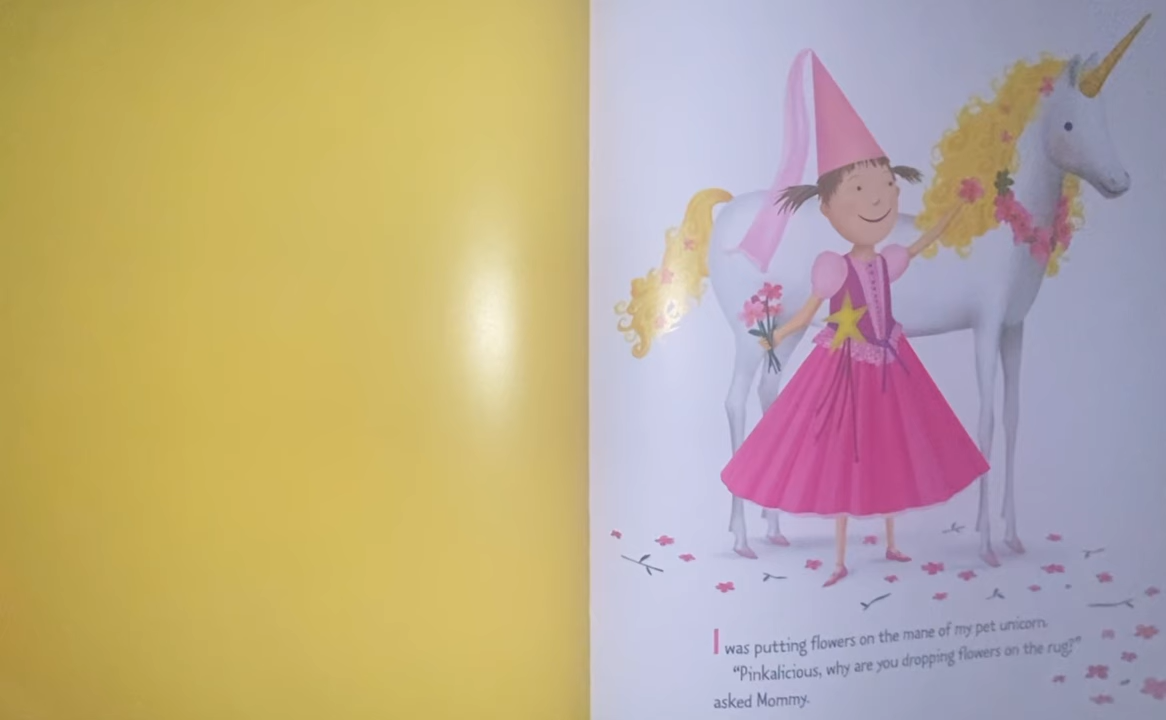 I was putting flowers on the mane of my pet unicorn.
“Pinkalicious, why are you dropping flowers on the rug?”
asked Mommy.